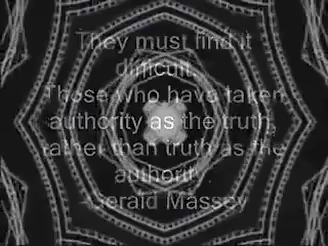 They must find it
difficult.
Those who have taken
authority as the truth,
rather than truth as the
authority.
-Gerald Massey